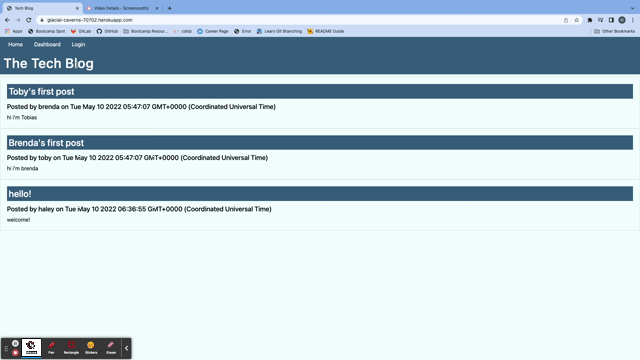 Tech Blog
Video Details - Screencastify
glacial-caverns-70702.herokuapp.com
Apps
Bootcamp Spot
GitLab
GitHub
Bootcamp Resour...
cdnjs
Career Page
Error
Learn Git Branching
README Guide
Other Bookmarks
Home
Dashboard
Login
The Tech Blog
Toby's first post
Posted by brenda on Tue May 10 2022 05:47:07 GMT+0000 (Coordinated Universal Time)
hi i'm Tobias
Brenda's first post
Posted by toby on Tue May 10 2022 05:47:07 GMT+0000 (Coordinated Universal Time)
hi i'm brenda
hello!
Posted by haley on Tue May 10 2022 06:36:55 GMT+0000 (Coordinated Universal Time)
welcome!
Pen
Rectangle
Stickers
Eraser